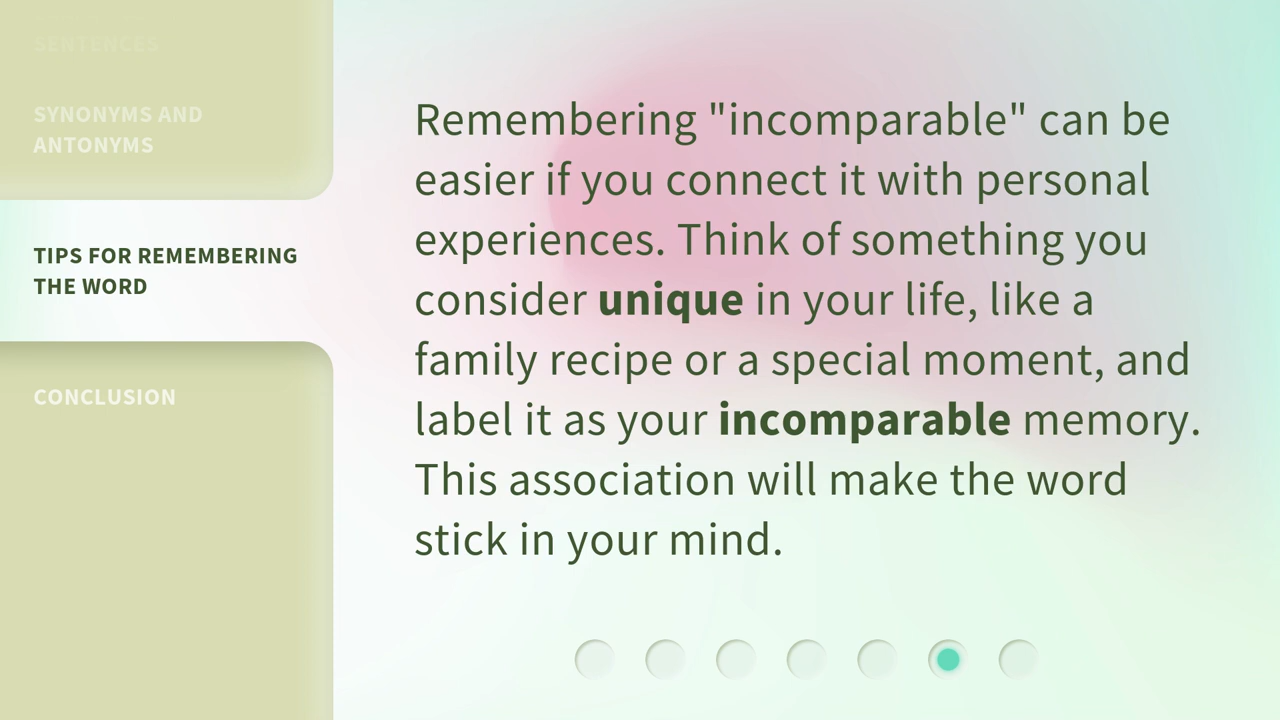 SENTENCES
SYNONYMS AND
ANTONYMS
TIPS FOR REMEMBERING
THE WORD
CONCLUSION
Remembering "incomparable" can be
easier if you connect it with personal
experiences. Think of something you
consider unique in your life, like a
family recipe or a special moment, and
label it as your incomparable memory.
This association will make the word
stick in your mind.